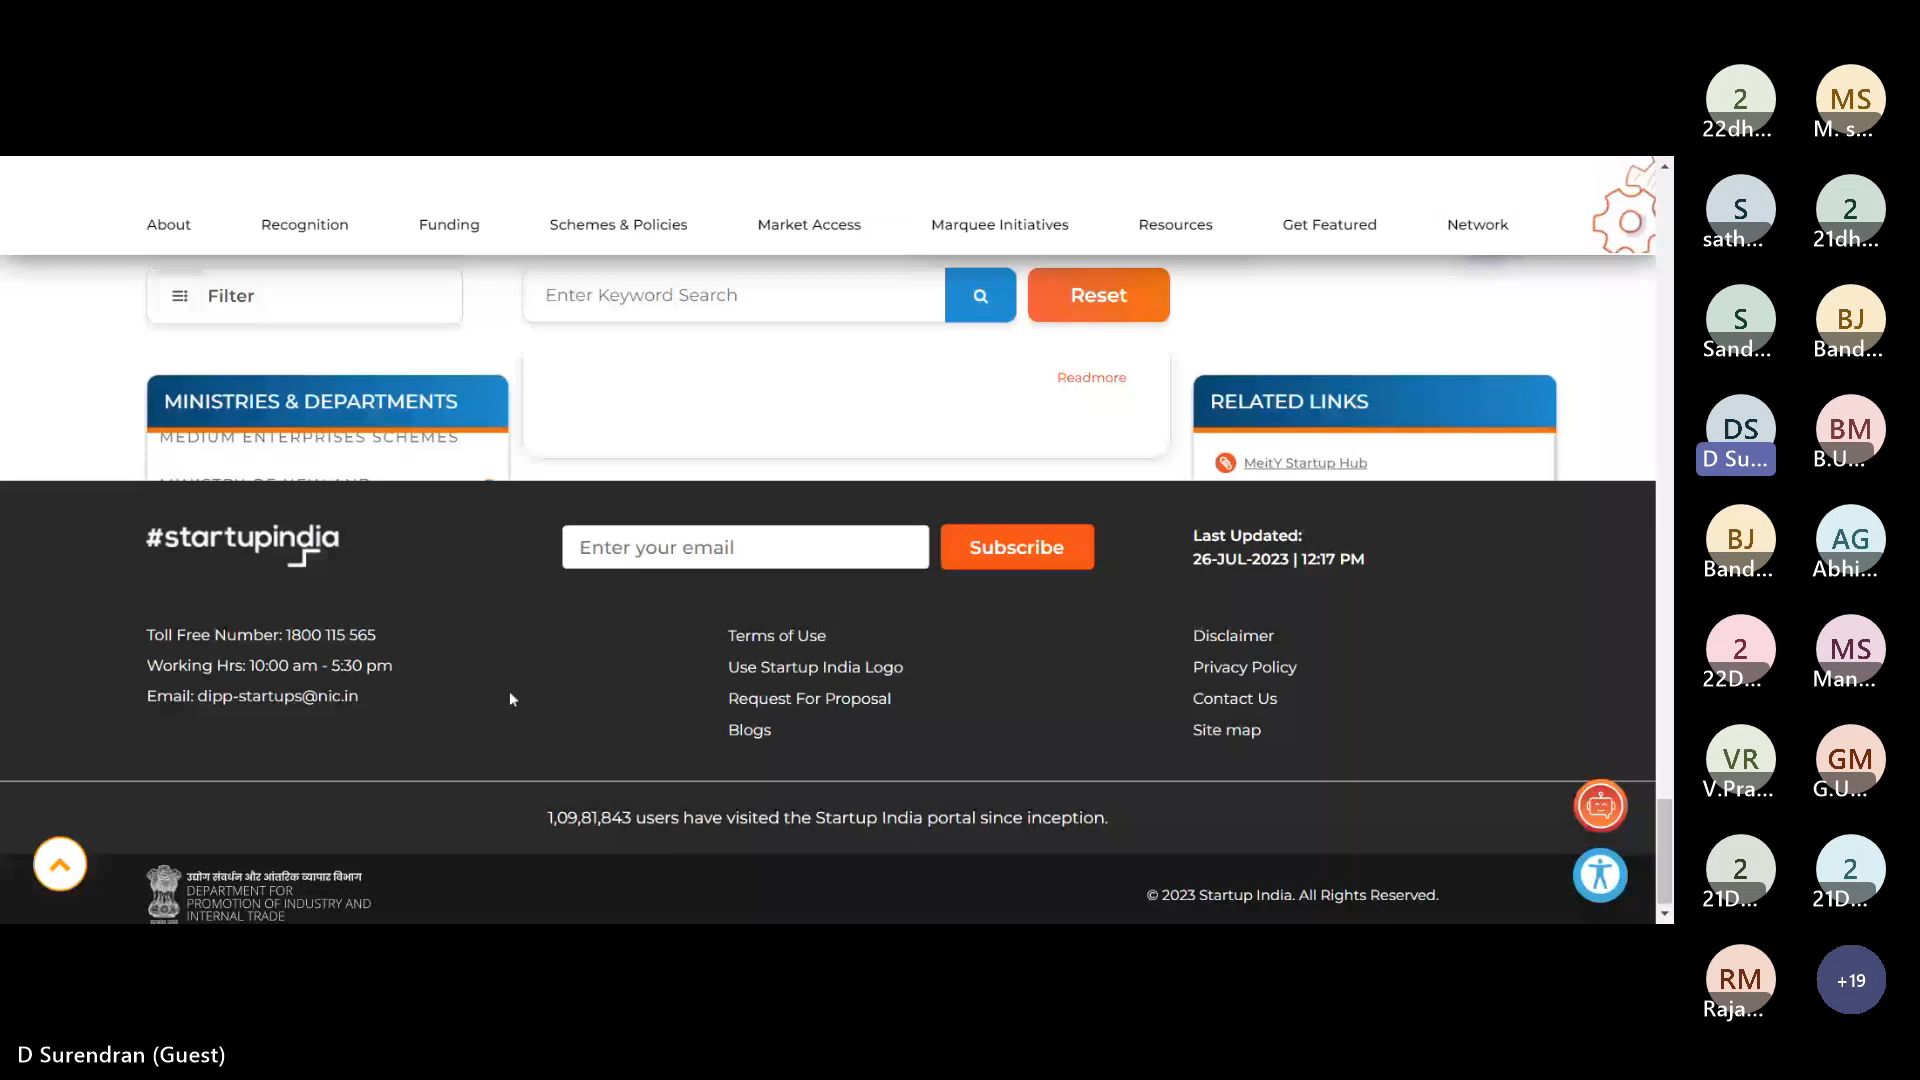 About Recognition Funding Schemes & Policies Market Access Marquee Initiatives Resources Get Featured Network
Filter
Enter Keyword Search
Reset
Readmore
MINISTRIES & DEPARTMENTS
MEDIUM ENTERPRISES SCHEMES
RELATED LINKS
MeitY Startup Hub
#startupindia
Enter your email
Subscribe
Last Updated:
26-JUL-2023 | 12:17 PM
Toll Free Number: 1800 115 565
Working Hrs: 10:00 am - 5:30 pm
Email: dipp-startups@nic.in
Terms of Use
Use Startup India Logo
Request For Proposal
Blogs
Disclaimer
Privacy Policy
Contact Us
Site map
1,09,81,843 users have visited the Startup India portal since inception.
उद्योग संवर्धन और आंतरिक व्यापार विभाग
DEPARTMENT FOR
PROMOTION OF INDUSTRY AND
INTERNAL TRADE
© 2023 Startup India. All Rights Reserved.
2 MS
22dh... M. s...
S 2
sath... 21dh...
S BJ
Sand... Band...
DS BM
D Su... B.U...
BJ AG
Band... Abhi...
2 MS
22D... Man...
VR GM
V.Pra... G.U...
2 2
21D... 21D...
RM +19
Raja...
D Surendran (Guest)